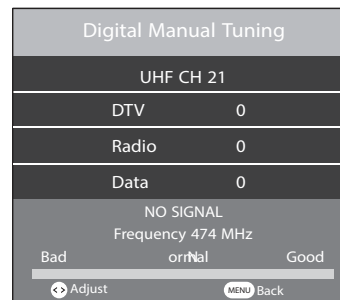 Digital Manual Tuning
UHF CH 21
DTV 0
Radio 0
Data 0
NO SIGNAL
Frequency 474 MHz
Bad Normal Good
Adjust MENU Back